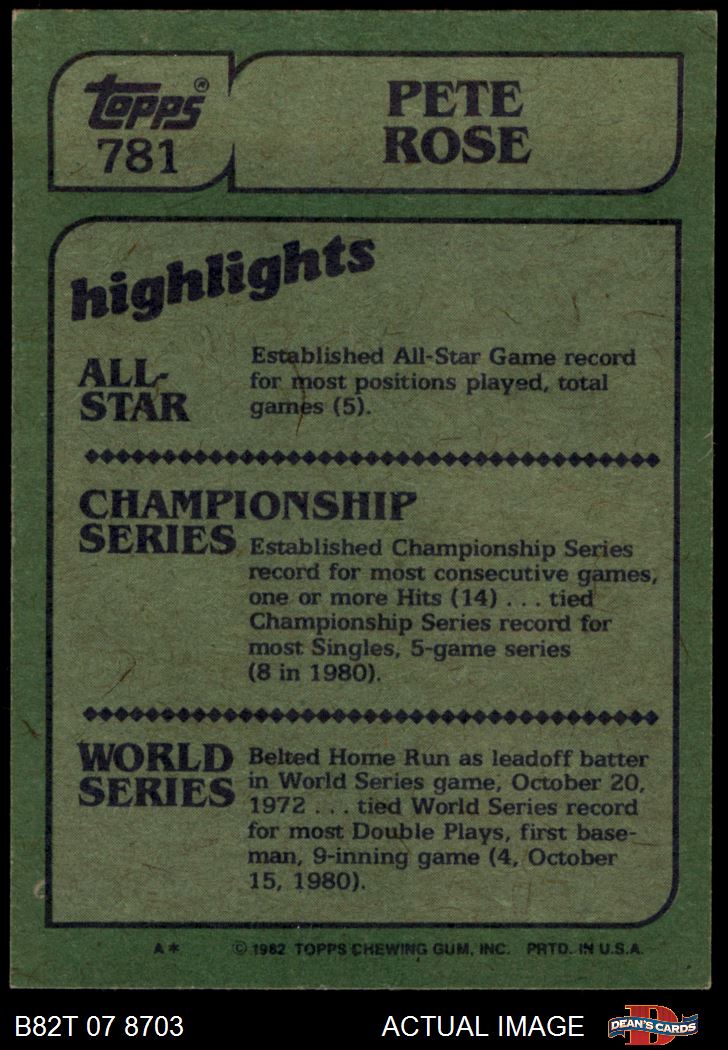 topps®
781
PETE
ROSE
highlights
ALL-
STAR
Established All-Star Game record
for most positions played, total
games (5).
CHAMPIONSHIP
SERIES
Established Championship Series
record for most consecutive games,
one or more Hits (14) . . . tied
Championship Series record for
most Singles, 5-game series
(8 in 1980).
WORLD
SERIES
Belted Home Run as leadoff batter
in World Series game, October 20,
1972 . . . tied World Series record
for most Double Plays, first base-
man, 9-inning game (4, October
15, 1980).
A* © 1982 TOPPS CHEWING GUM, INC. PRTD. IN U.S.A.
B82T 07 8703 ACTUAL IMAGE
D
DEAN'S CARDS